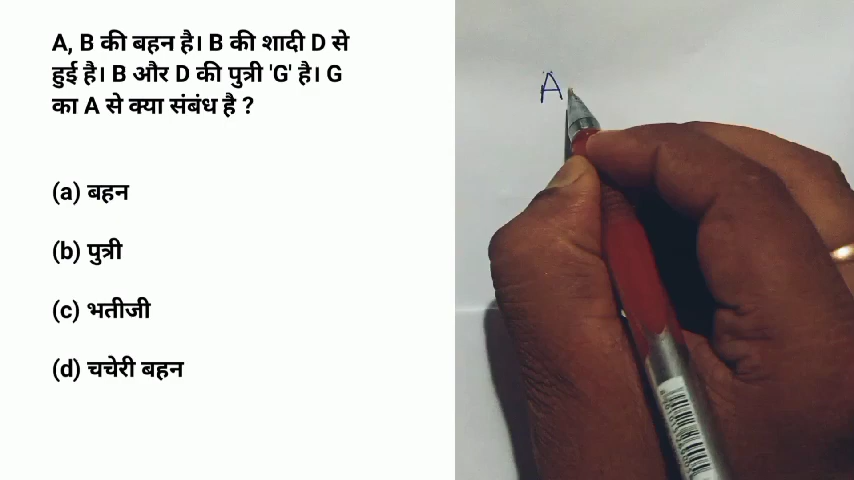 A, B की बहन है। B की शादी D से
हुई है। B और D की पुत्री 'G' है। G
का A से क्या संबंध है ?
(a) बहन
(b) पुत्री
(c) भतीजी
(d) चचेरी बहन
A